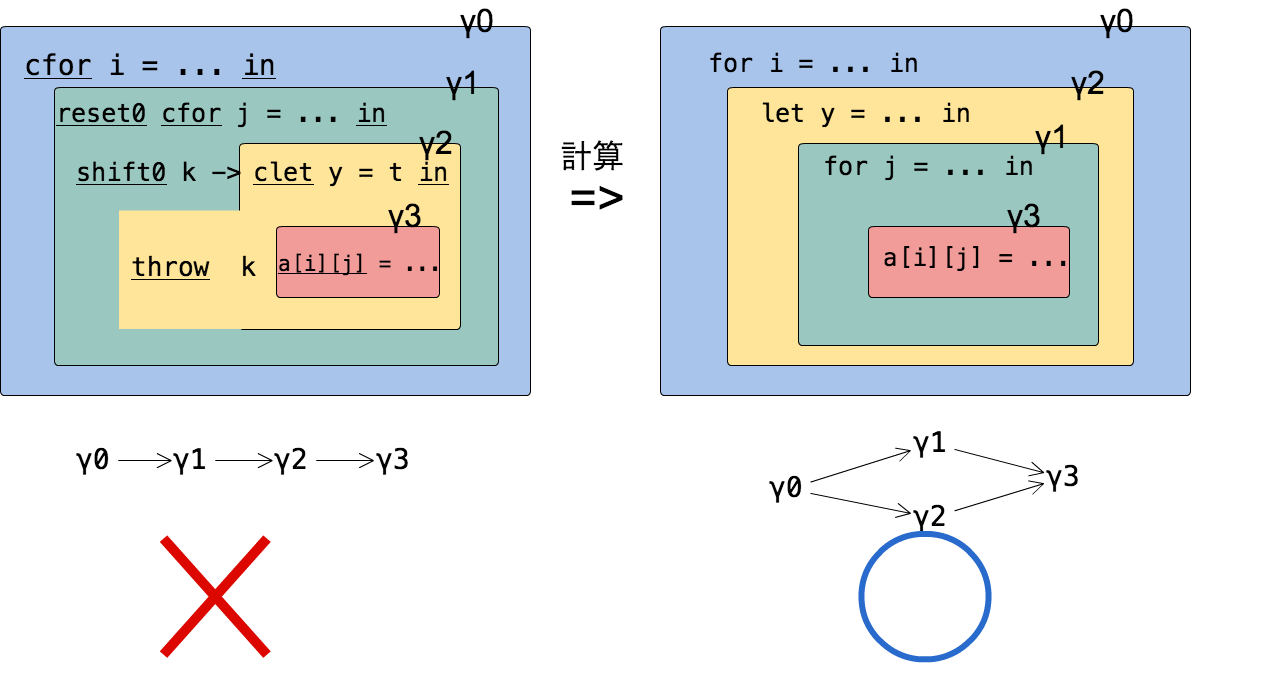 γ0
cfor i = ... in
γ1
reset0 cfor j = ... in
γ2
shift0 k -> clet y = t in
γ3
throw k a[i][j] = ...
計算
=>
γ0
for i = ... in
γ2
let y = ... in
γ1
for j = ... in
γ3
a[i][j] = ...
γ0 γ1 γ2 γ3
γ1
γ0 γ3
γ2